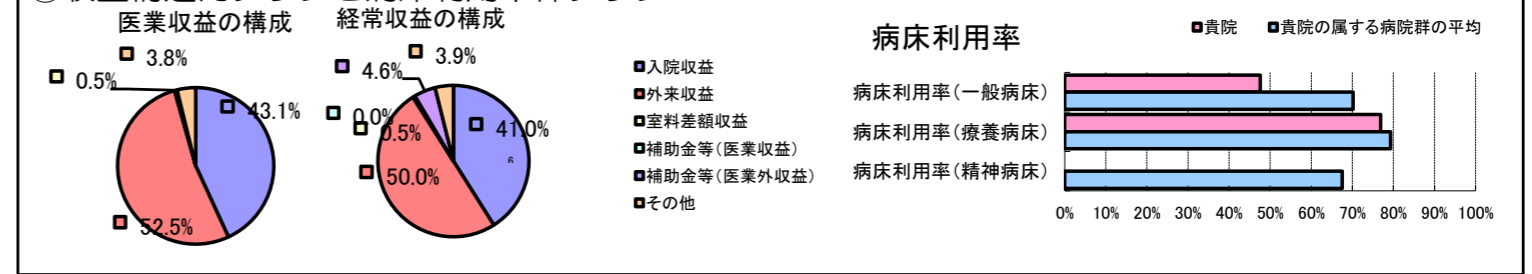 医業収益の構成
3.8%
0.5%
43.1%
52.5%
経常収益の構成
3.9%
4.6%
0.0%
0.5%
41.0%
6
50.0%
入院収益
外来収益
室料差額収益
補助金等(医業収益)
補助金等(医業外収益)
その他
病床利用率
貴院 貴院の属する病院群の平均
病床利用率(一般病床)
病床利用率(療養病床)
病床利用率(精神病床)
0% 10% 20% 30% 40% 50% 60% 70% 80% 90% 100%